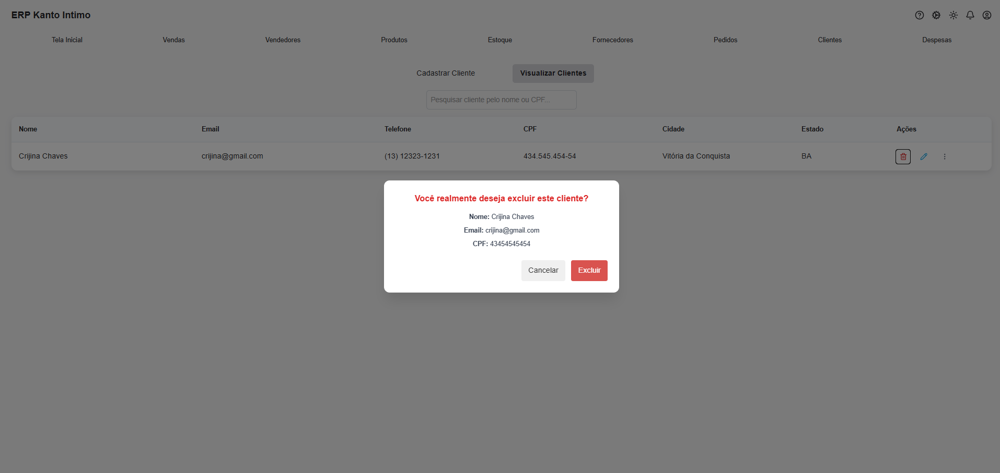 ERP Kanto Intimo
Tela Inicial Vendas Vendedores Produtos Estoque Fornecedores Pedidos Clientes Despesas
Cadastrar Cliente Visualizar Clientes
Pesquisar cliente pelo nome ou CPF...
Nome Email Telefone CPF Cidade Estado Ações
Crijina Chaves crijina@gmail.com (13) 12323-1231 434.545.454-54 Vitória da Conquista BA
Você realmente deseja excluir este cliente?
Nome: Crijina Chaves
Email: crijina@gmail.com
CPF: 43454545454
Cancelar Excluir